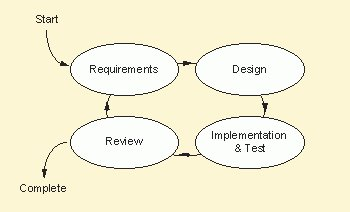 Start
Requirements
Design
Review
Implementation
& Test
Complete